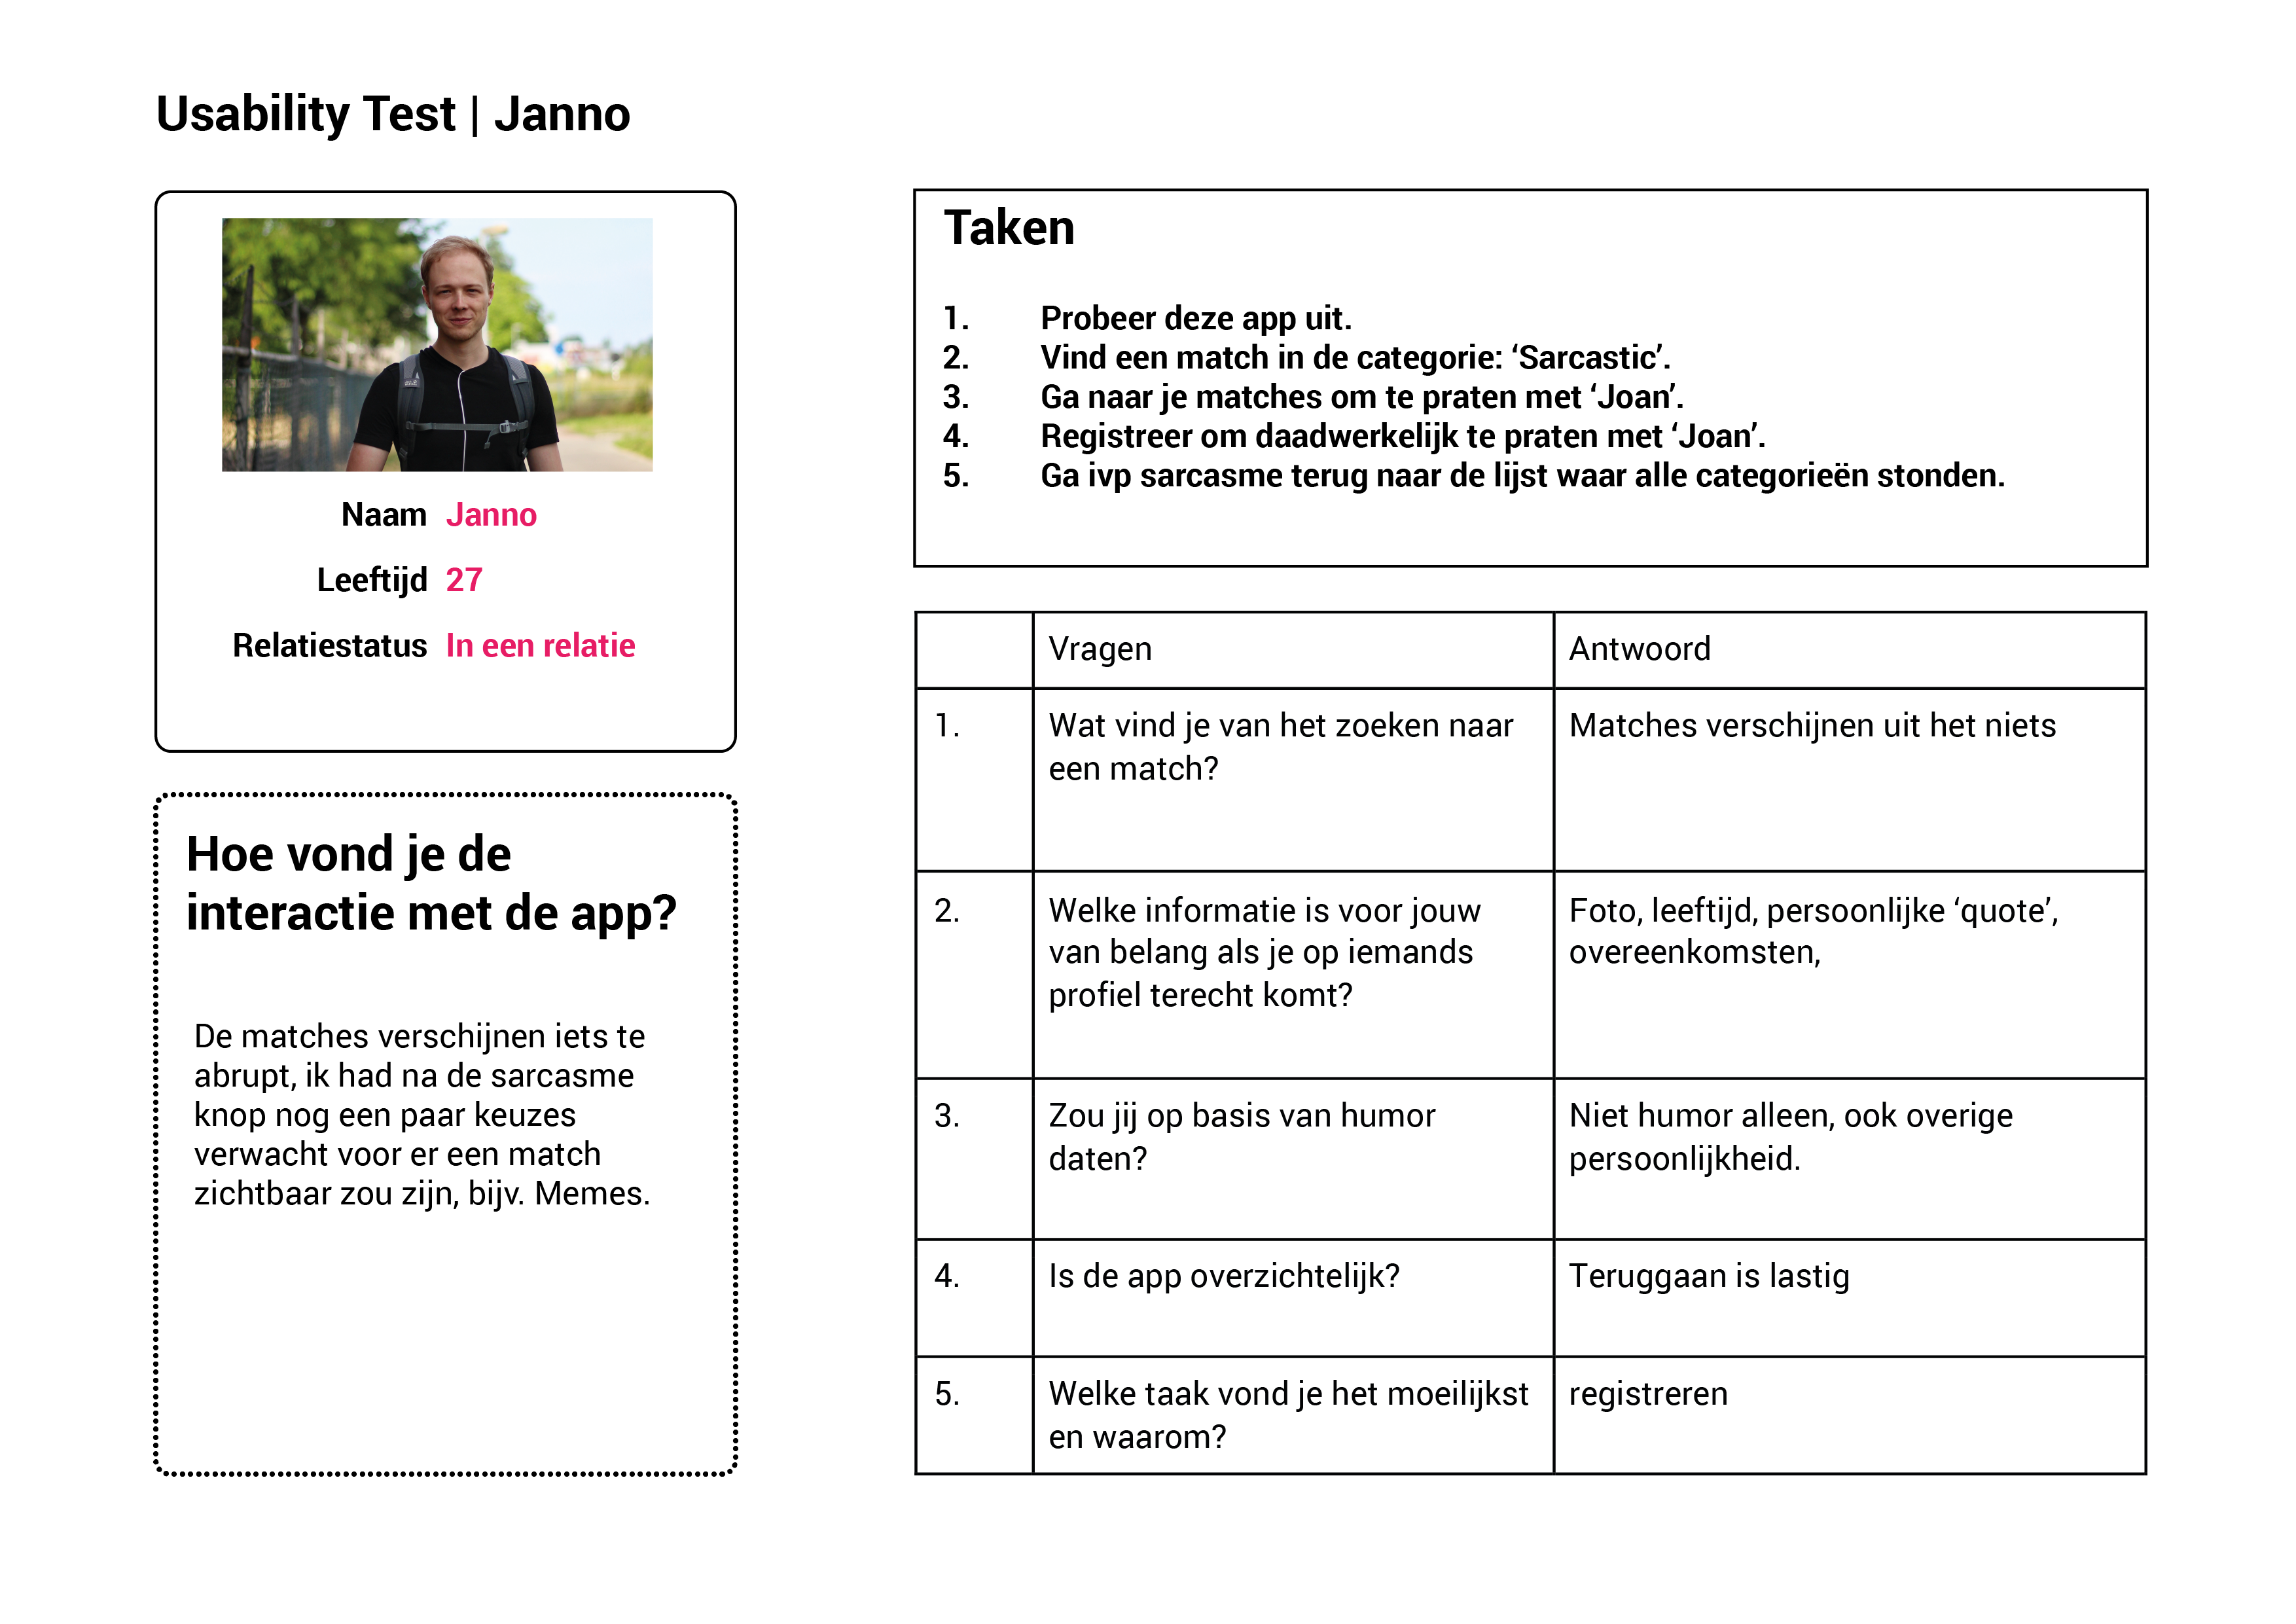 Usability Test | Janno
Naam Janno
Leeftijd 27
Relatiestatus In een relatie
Hoe vond je de
interactie met de app?
De matches verschijnen iets te
abrupt, ik had na de sarcasme
knop nog een paar keuzes
verwacht voor er een match
zichtbaar zou zijn, bijv. Memes.
Taken
1. Probeer deze app uit.
2. Vind een match in de categorie: ‘Sarcastic’.
3. Ga naar je matches om te praten met ‘Joan’.
4. Registreer om daadwerkelijk te praten met ‘Joan’.
5. Ga ivp sarcasme terug naar de lijst waar alle categorieën stonden.
Vragen Antwoord
1. Wat vind je van het zoeken naar Matches verschijnen uit het niets
een match?
2. Welke informatie is voor jouw Foto, leeftijd, persoonlijke ‘quote’,
van belang als je op iemands overeenkomsten,
profiel terecht komt?
3. Zou jij op basis van humor Niet humor alleen, ook overige
daten? persoonlijkheid.
4. Is de app overzichtelijk? Teruggaan is lastig
5. Welke taak vond je het moeilijkst registreren
en waarom?